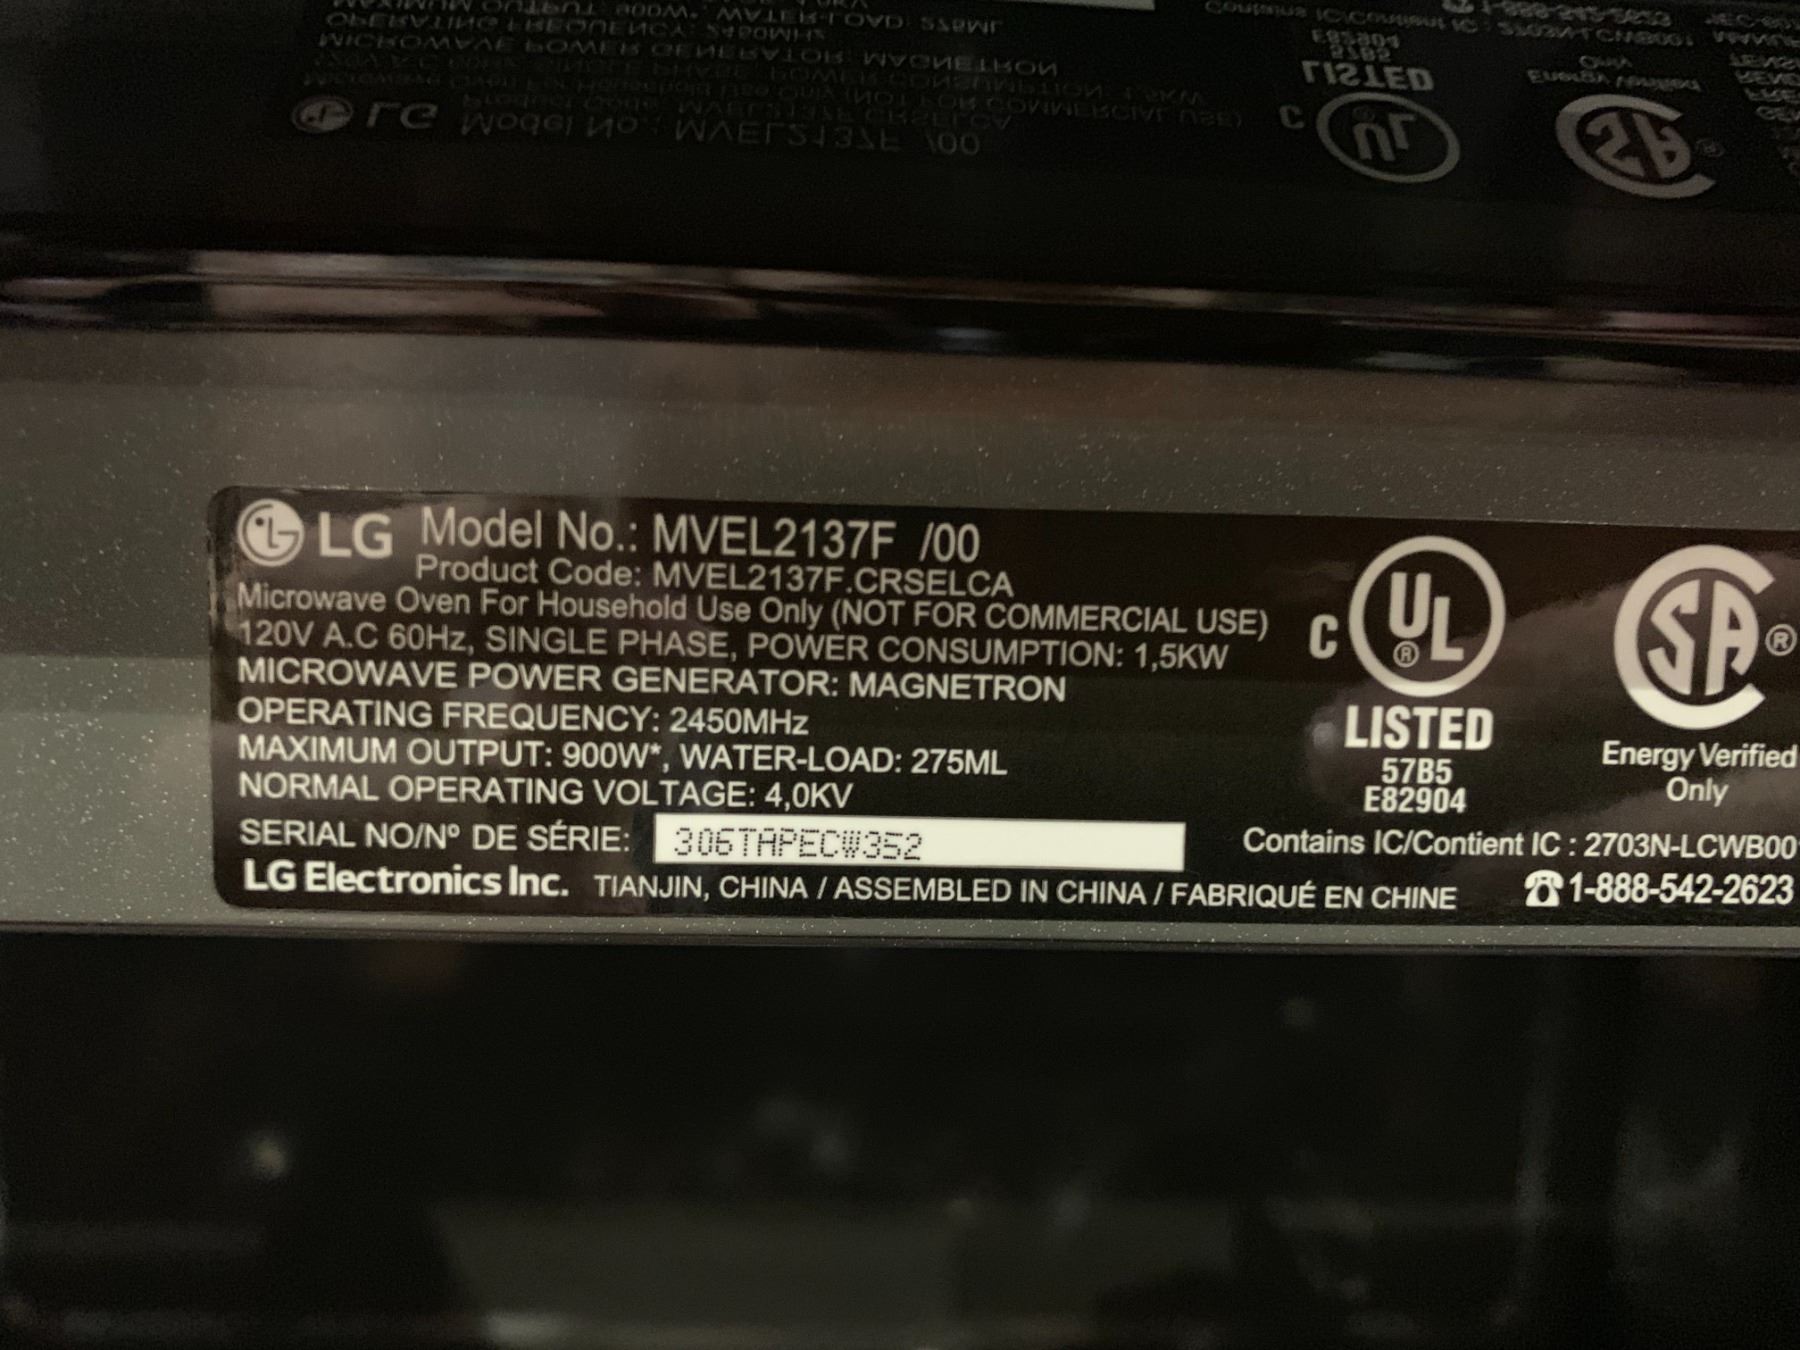 LG Model No.: MVEL2137F /00
Product Code: MVEL2137F.CRSELCA
Microwave Oven For Household Use Only (NOT FOR COMMERCIAL USE)
120V A.C 60Hz, SINGLE PHASE, POWER CONSUMPTION: 1,5KW
MICROWAVE POWER GENERATOR: MAGNETRON
OPERATING FREQUENCY: 2450MHz
MAXIMUM OUTPUT: 900W*, WATER-LOAD: 275ML
NORMAL OPERATING VOLTAGE: 4,0KV
SERIAL NO/Nº DE SÉRIE: 306TAPECW352
LG Electronics Inc. TIANJIN, CHINA / ASSEMBLED IN CHINA / FABRIQUÉ EN CHINE
C UL ®
LISTED
57B5
E82904
SA ®
Energy Verified
Only
Contains IC/Contient IC : 2703N-LCWB00
☎ 1-888-542-2623